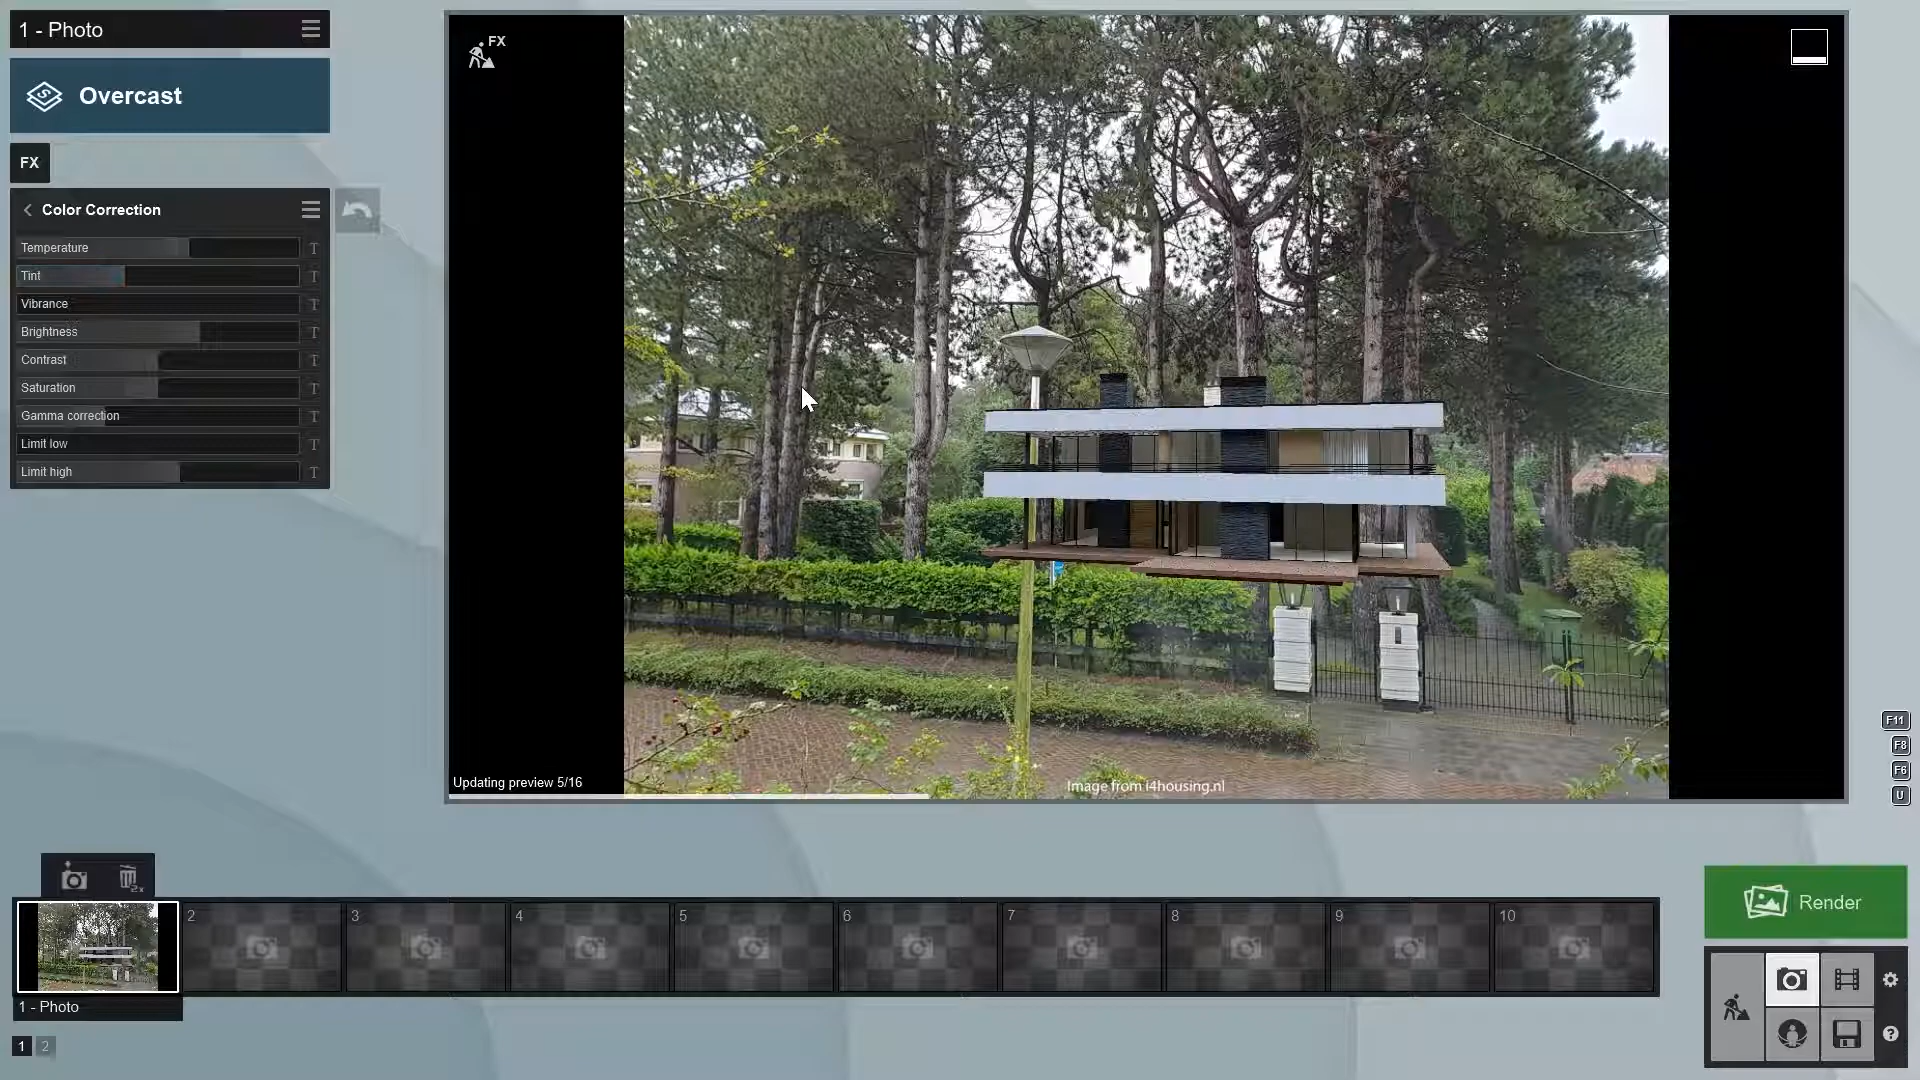 1 - Photo
Overcast
FX
Color Correction
Temperature T
Tint T
Vibrance T
Brightness T
Contrast T
Saturation T
Gamma correction T
Limit low T
Limit high T
FX
Updating preview 5/16
Image from i4housing.nl
F11
F8
F6
U
2x
2 3 4 5 6 7 8 9 10
1 - Photo
1 2
Render
?